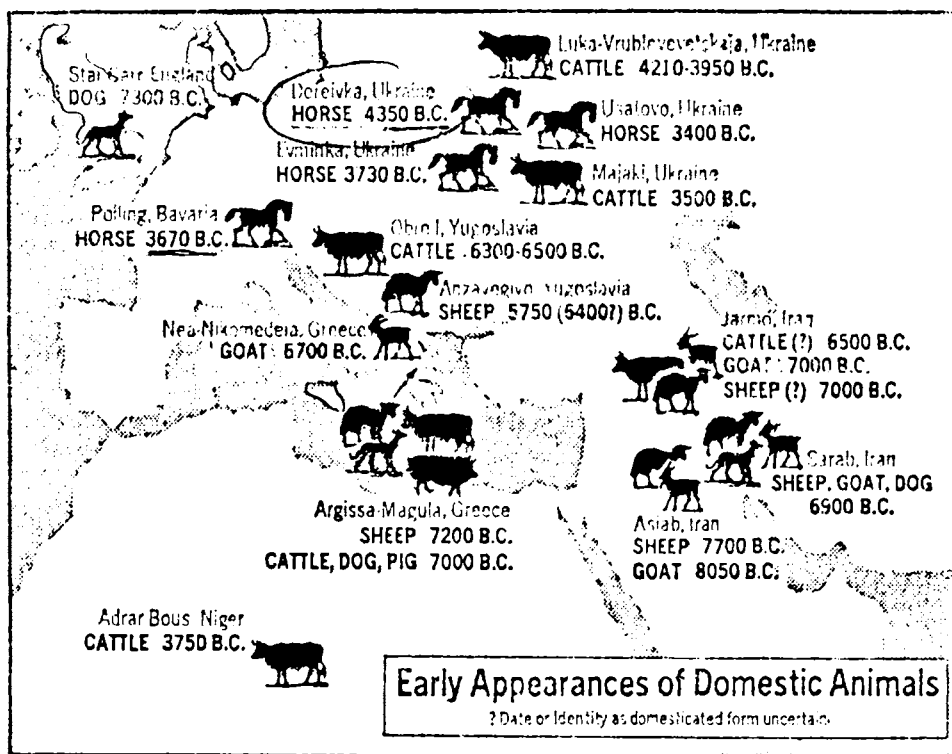 Star Carr England
DOG 7300 B.C.
Luka-Vrublevovetskaja, Ukraine
CATTLE 4210-3950 B.C.
Dereivka, Ukraine
HORSE 4350 B.C.
Usatovo, Ukraine
HORSE 3400 B.C.
Evminka, Ukraine
HORSE 3730 B.C.
Majaki, Ukraine
CATTLE 3500 B.C.
Polling, Bavaria
HORSE 3670 B.C.
Obre I, Yugoslavia
CATTLE 6300-6500 B.C.
Anzavegivo, Yugoslavia
SHEEP 5750 (6400?) B.C.
Nea-Nikomedeia, Greece
GOAT 6700 B.C.
Jarmo, Iraq
CATTLE (?) 6500 B.C.
GOAT 7000 B.C.
SHEEP (?) 7000 B.C.
Sarab, Iran
SHEEP, GOAT, DOG
6900 B.C.
Argissa-Magula, Greece
SHEEP 7200 B.C.
CATTLE, DOG, PIG 7000 B.C.
Asiab, Iran
SHEEP 7700 B.C.
GOAT 8050 B.C.
Adrar Bous Niger
CATTLE 3750 B.C.
Early Appearances of Domestic Animals
? Date or Identity as domesticated form uncertain